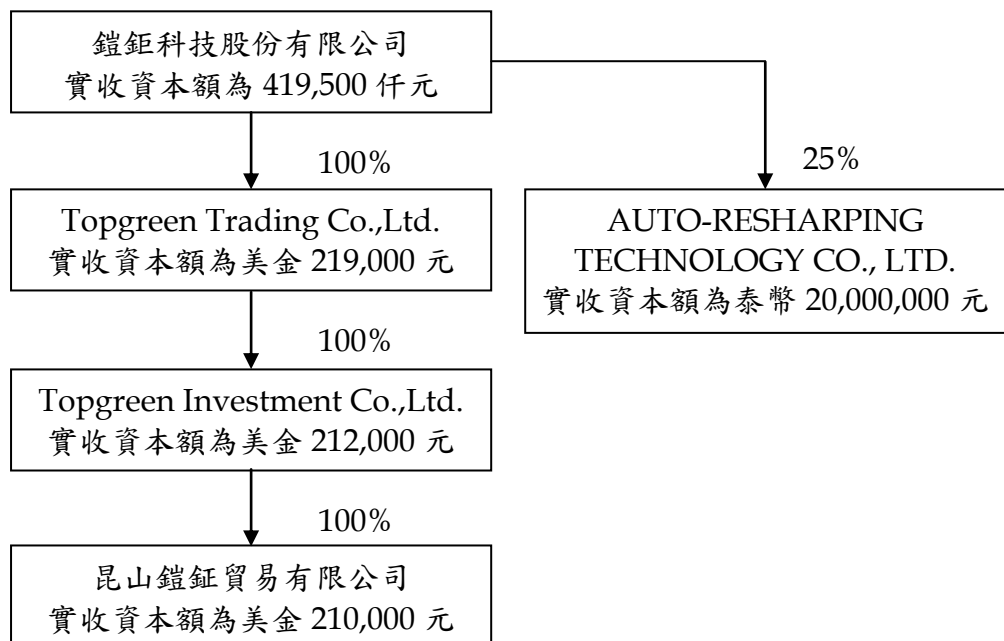 鎧鉅科技股份有限公司
實收資本額為 419,500 仟元
100%
25%
Topgreen Trading Co.,Ltd.
實收資本額為美金 219,000 元
AUTO-RESHARPING
TECHNOLOGY CO., LTD.
實收資本額為泰幣 20,000,000 元
100%
Topgreen Investment Co.,Ltd.
實收資本額為美金 212,000 元
100%
昆山鎧鉦貿易有限公司
實收資本額為美金 210,000 元